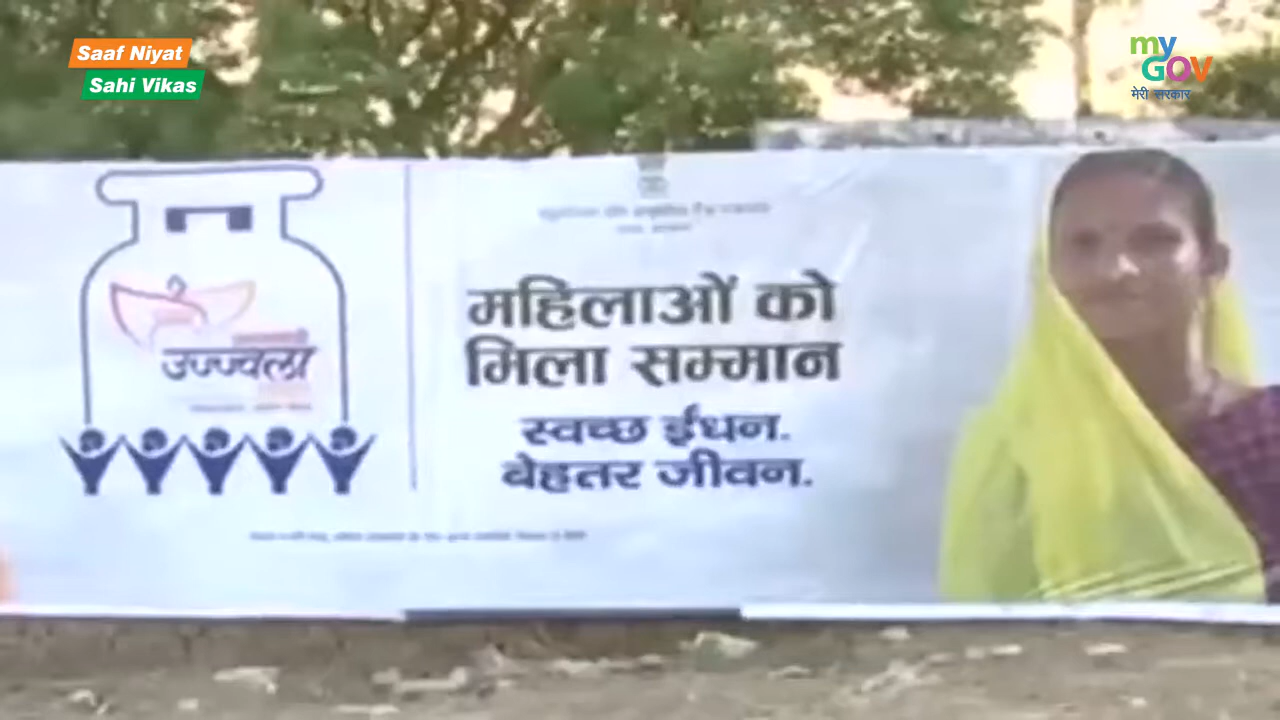 Saaf Niyat
Sahi Vikas
my
GOV
मेरी सरकार
उज्ज्वला
महिलाओं को
मिला सम्मान
स्वच्छ ईंधन.
बेहतर जीवन.